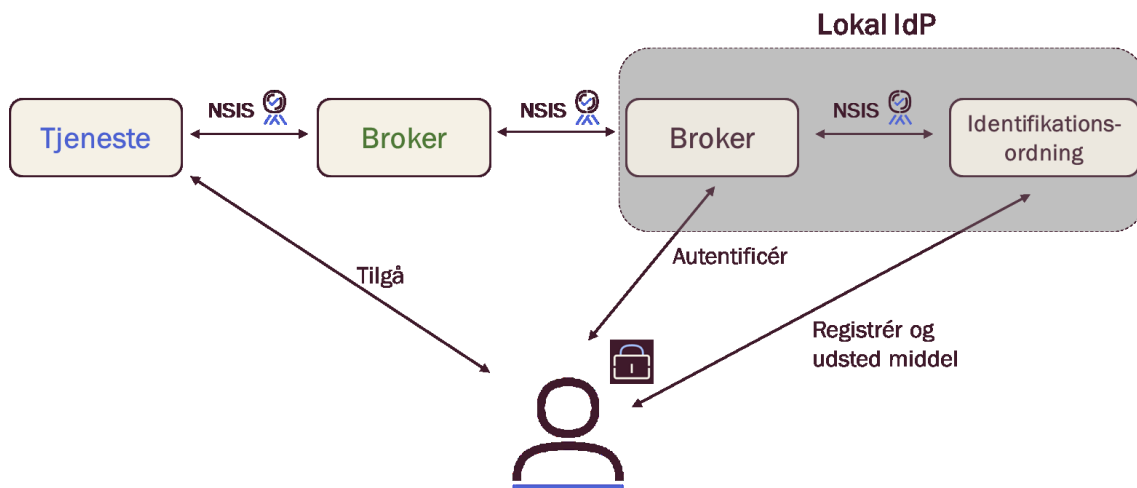 Lokal IdP
NSIS
NSIS
NSIS
Tjeneste
Broker
Broker
Identifikations-
ordning
Autentificér
Tilgå
Registrér og
udsted middel